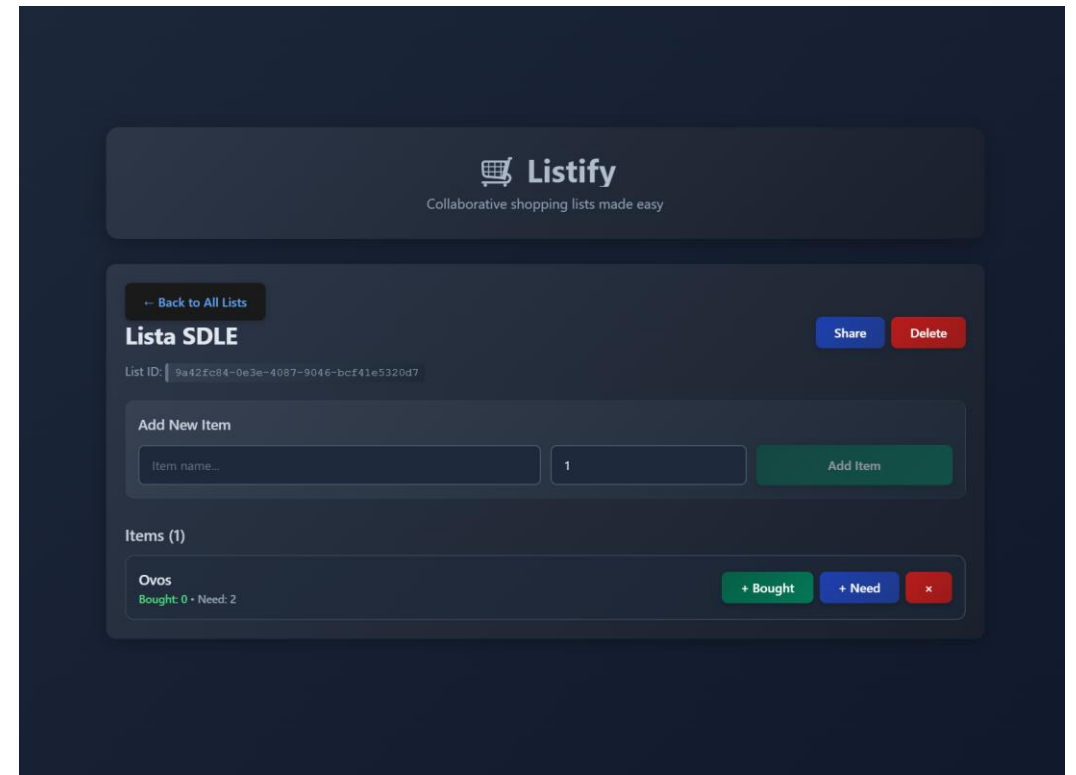 Listify
Collaborative shopping lists made easy
← Back to All Lists
Lista SDLE
Share
Delete
List ID: 9a42fc84-0e3e-4087-9046-bcf41e5320d7
Add New Item
Item name...
1
Add Item
Items (1)
Ovos
Bought: 0 • Need: 2
+ Bought
+ Need
×